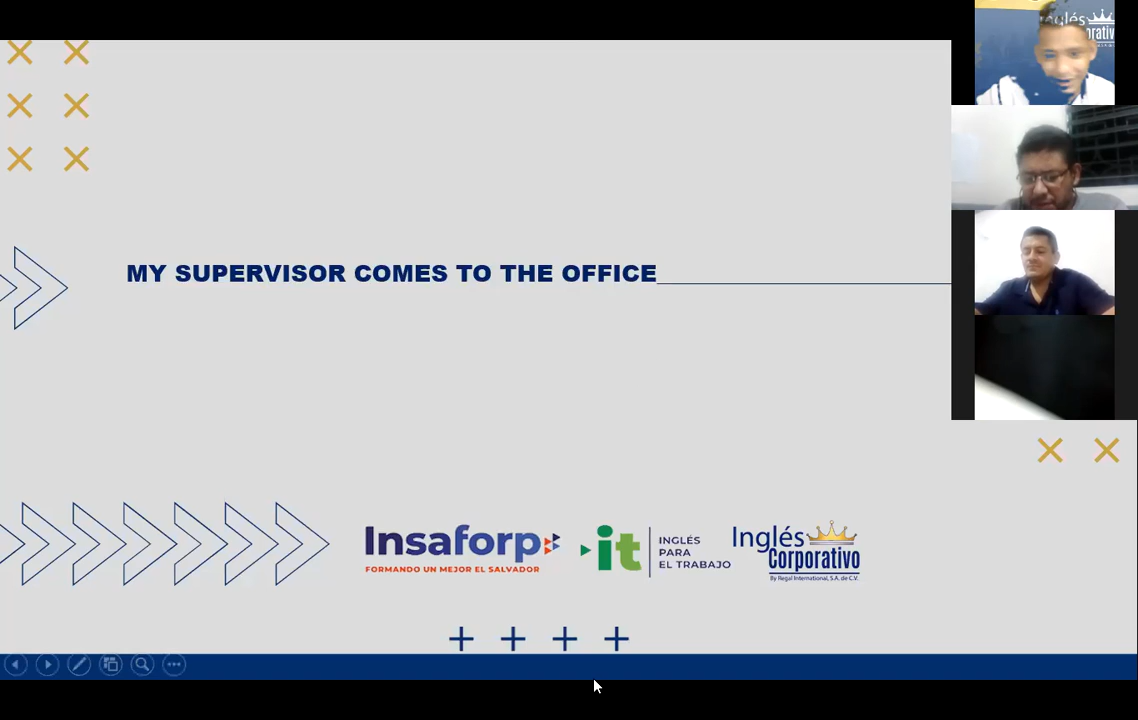 Inglés
MY SUPERVISOR COMES TO THE OFFICE
Insaforp
FORMANDO UN MEJOR EL SALVADOR
it
INGLÉS
PARA
EL TRABAJO
Inglés
Corporativo
By Regal International, S.A. de C.V.